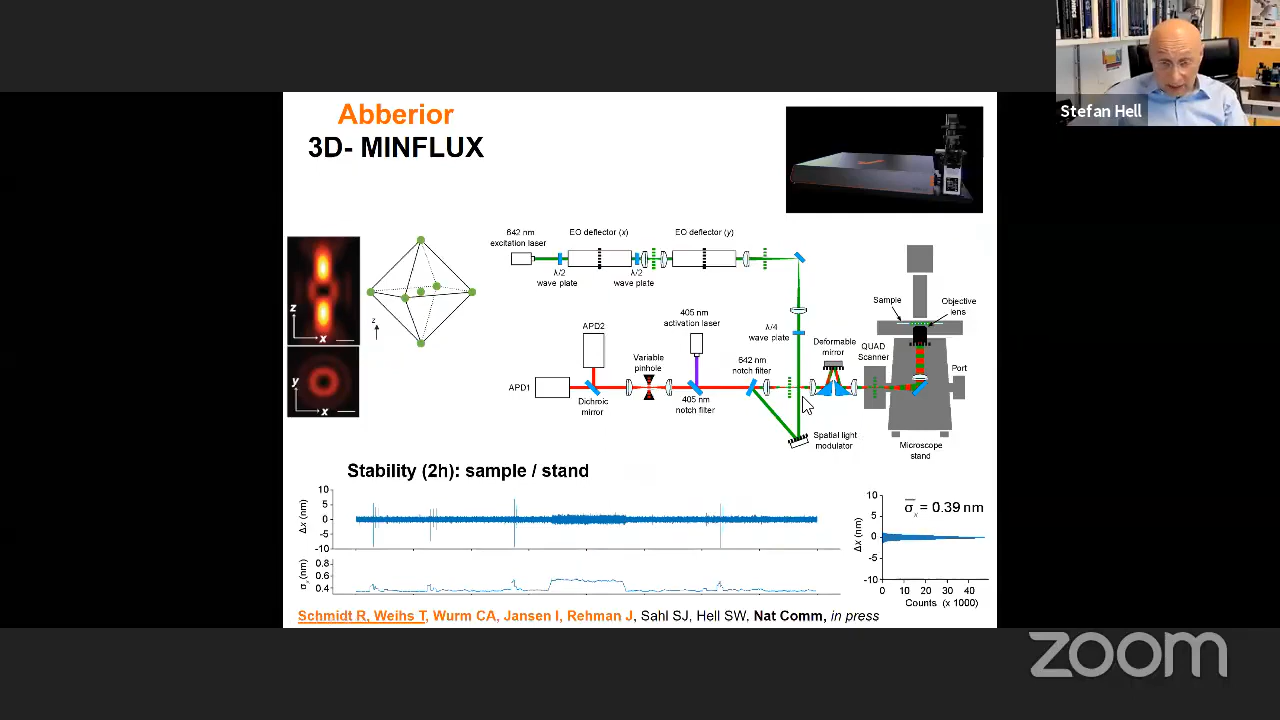 Stefan Hell
Abberior
3D- MINFLUX
642 nm
excitation laser
EO deflector (x)
EO deflector (y)
λ/2
wave plate
λ/2
wave plate
z
x
y
x
z
405 nm
activation laser
APD2
Variable
pinhole
APD1
Dichroic
mirror
405 nm
notch filter
642 nm
notch filter
λ/4
wave plate
Deformable
mirror
QUAD
Scanner
Sample
Objective
lens
Port
Spatial light
modulator
Microscope
stand
Stability (2h): sample / stand
Δx (nm)
10
5
0
-5
-10
σx (nm)
0.8
0.6
0.4
Δx (nm)
10
5
0
-5
-10
σx = 0.39 nm
0 10 20 30 40
Counts (x 1000)
Schmidt R, Weihs T, Wurm CA, Jansen I, Rehman J, Sahl SJ, Hell SW, Nat Comm, in press
zoom